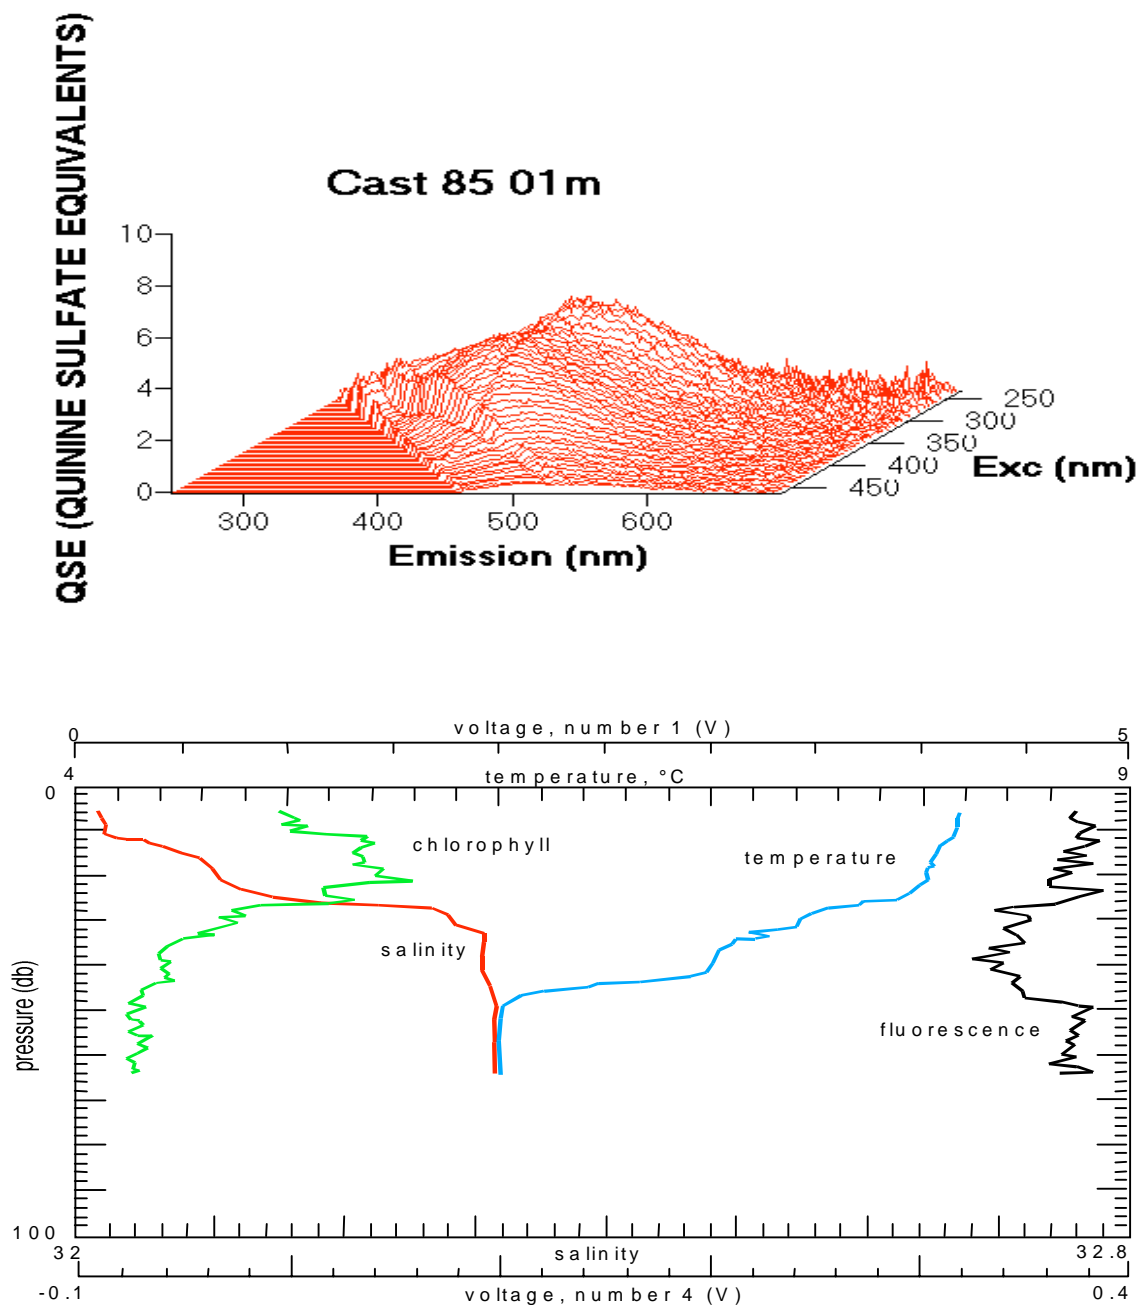 QSE (QUININE SULFATE EQUIVALENTS)
Cast 85 01m
10
8
6
4
2
0
300 400 500 600
Emission (nm)
250
300
350
400
450
Exc (nm)
voltage, number 1 (V)
0 5
temperature, °C
4 9
0
chlorophyll
temperature
salinity
fluorescence
pressure (db)
100
32 salinity 32.8
-0.1 voltage, number 4 (V) 0.4